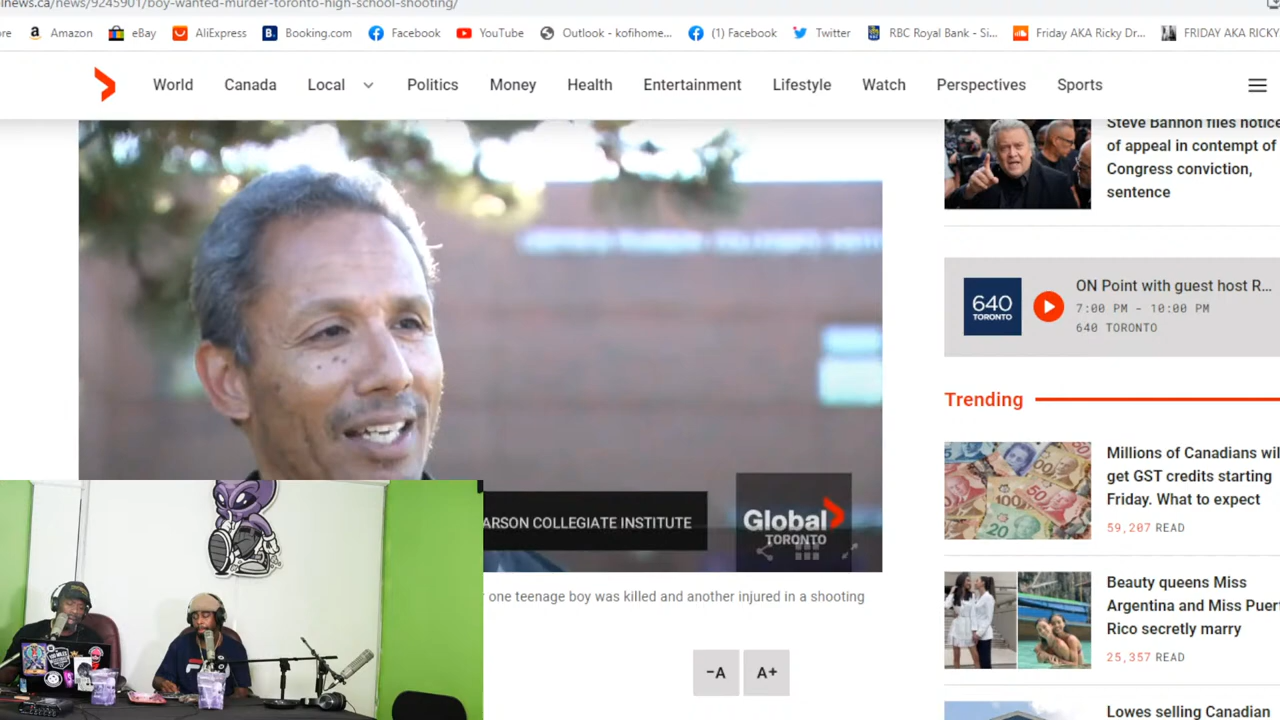 lnews.ca/news/9245901/boy-wanted-murder-toronto-high-school-shooting/
re Amazon eBay AliExpress Booking.com Facebook YouTube Outlook - kofihome... (1) Facebook Twitter RBC Royal Bank - Si... Friday AKA Ricky Dr... FRIDAY AKA RICKY
World Canada Local Politics Money Health Entertainment Lifestyle Watch Perspectives Sports
Steve Bannon files notice
of appeal in contempt of
Congress conviction,
sentence
640
TORONTO
ON Point with guest host R...
7:00 PM - 10:00 PM
640 TORONTO
Trending
Millions of Canadians wil
get GST credits starting
Friday. What to expect
59,207 READ
Beauty queens Miss
Argentina and Miss Puer
Rico secretly marry
25,357 READ
Lowes selling Canadian
ARSON COLLEGIATE INSTITUTE
Global
TORONTO
one teenage boy was killed and another injured in a shooting
-A A+
FILA